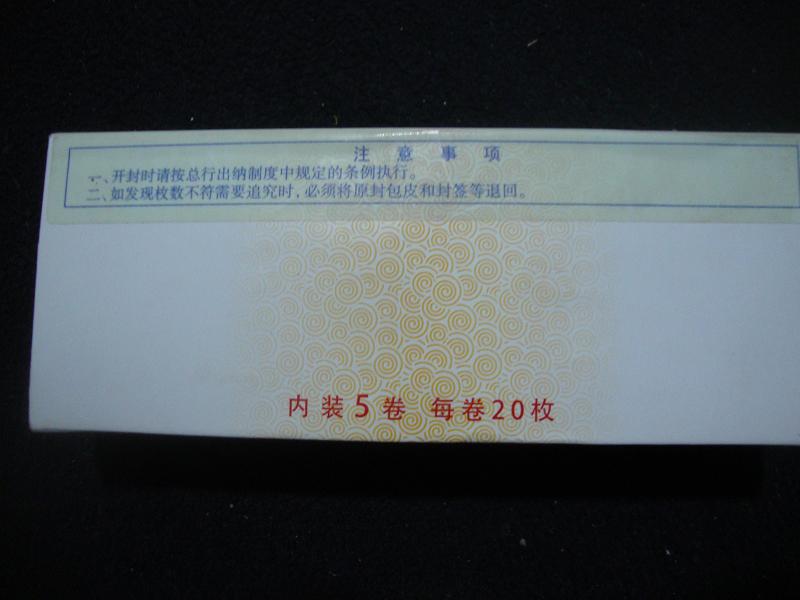 注意事项
一、开封时请按总行出纳制度中规定的条例执行。
二、如发现枚数不符需要追究时，必须将原封包皮和封签等退回。
内装5卷 每卷20枚